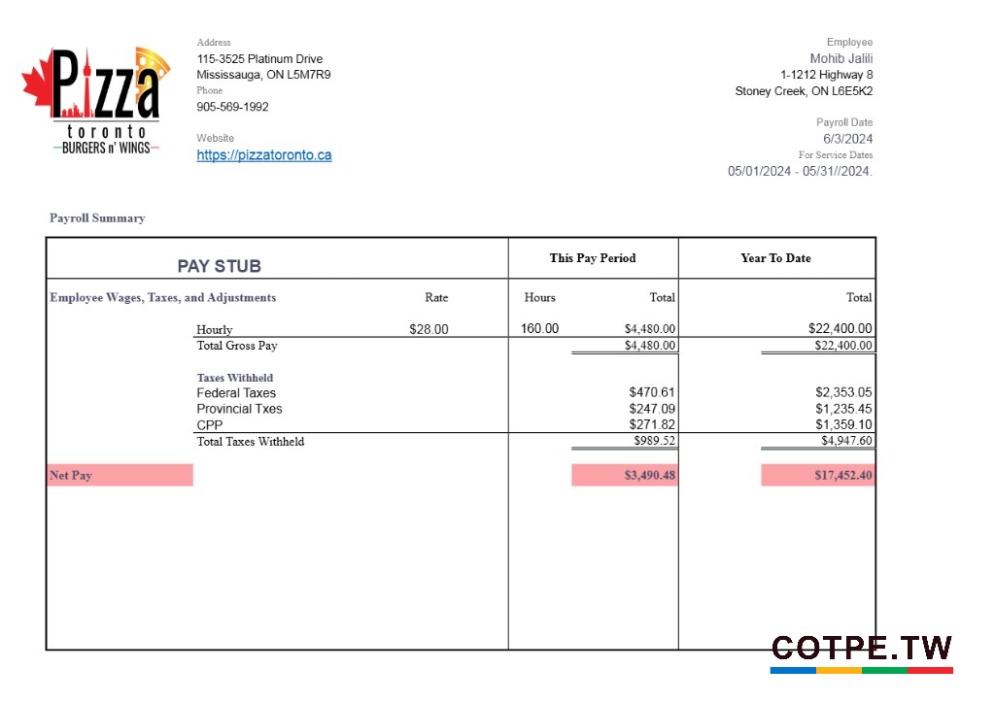 Pizza
toronto
BURGERS n' WINGS
Address
115-3525 Platinum Drive
Mississauga, ON L5M7R9
Phone
905-569-1992
Website
https://pizzatoronto.ca
Employee
Mohib Jalili
1-1212 Highway 8
Stoney Creek, ON L6E5K2
Payroll Date
6/3/2024
For Service Dates
05/01/2024 - 05/31//2024.
Payroll Summary
PAY STUB This Pay Period Year To Date
Employee Wages, Taxes, and Adjustments Rate Hours Total Total
Hourly $28.00 160.00 $4,480.00 $22,400.00
Total Gross Pay $4,480.00 $22,400.00
Taxes Withheld
Federal Taxes $470.61 $2,353.05
Provincial Txes $247.09 $1,235.45
CPP $271.82 $1,359.10
Total Taxes Withheld $989.52 $4,947.60
Net Pay $3,490.48 $17,452.40
COTPE.TW